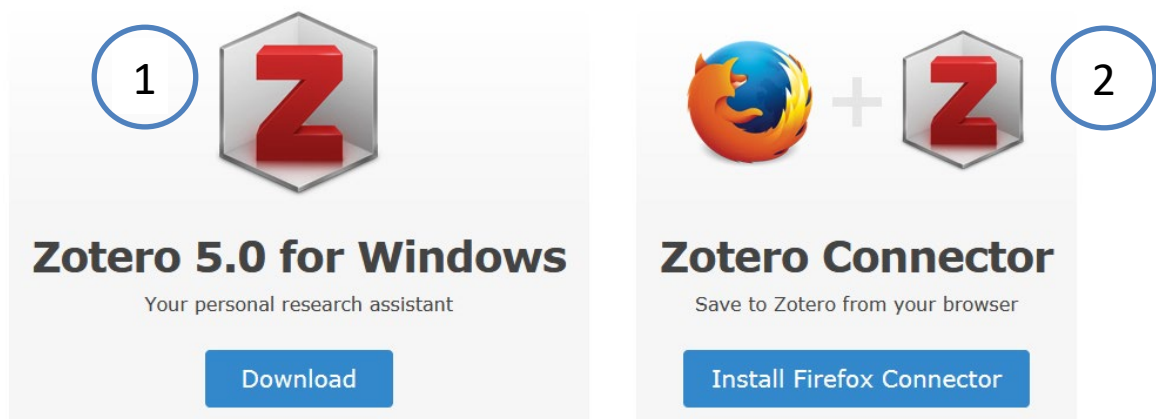 1
Z
Zotero 5.0 for Windows
Your personal research assistant
Download
+
Z
2
Zotero Connector
Save to Zotero from your browser
Install Firefox Connector